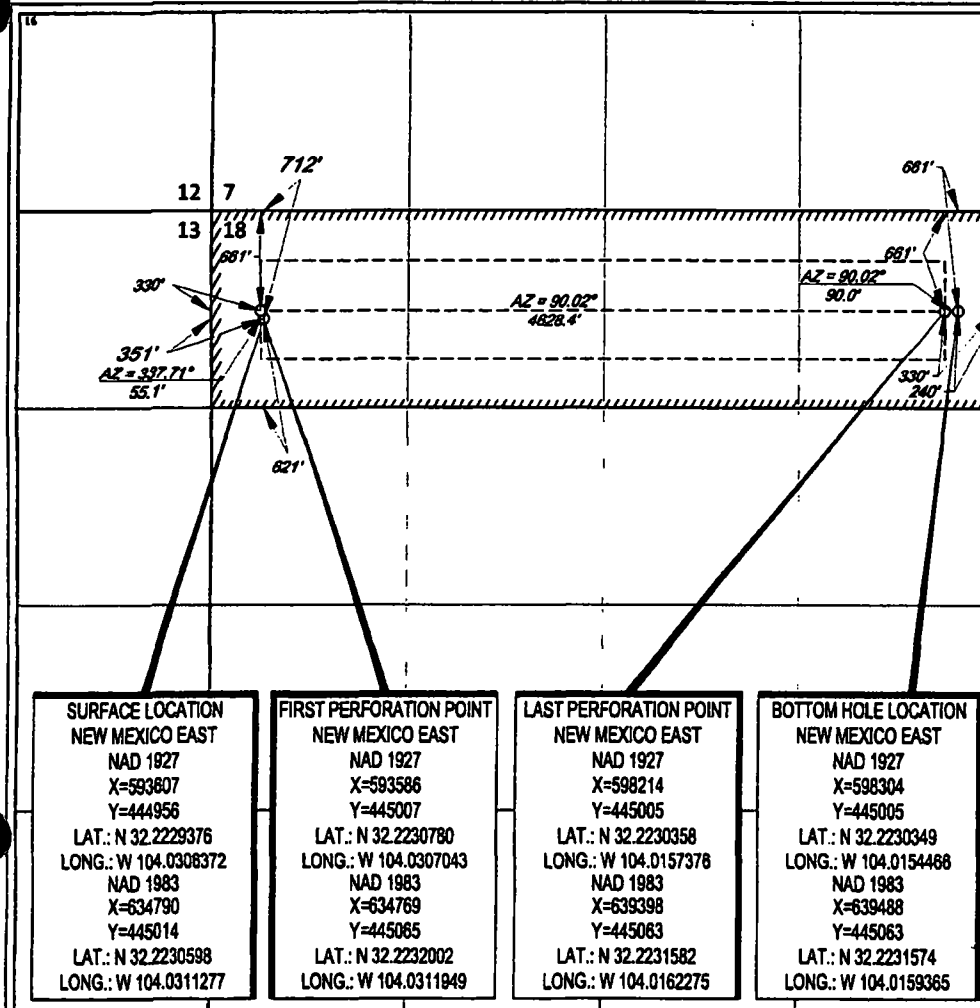 16
712'
661'
12 7
13 18
661'
661'
330'
AZ = 90.02°
90.0'
AZ = 90.02°
4628.4'
351'
AZ = 337.71°
55.1'
330'
240'
621'
SURFACE LOCATION
NEW MEXICO EAST
NAD 1927
X=593607
Y=444956
LAT.: N 32.2229376
LONG.: W 104.0306372
NAD 1983
X=634790
Y=445014
LAT.: N 32.2230598
LONG.: W 104.0311277
FIRST PERFORATION POINT
NEW MEXICO EAST
NAD 1927
X=593586
Y=445007
LAT.: N 32.2230780
LONG.: W 104.0307043
NAD 1983
X=634769
Y=445065
LAT.: N 32.2232002
LONG.: W 104.0311949
LAST PERFORATION POINT
NEW MEXICO EAST
NAD 1927
X=598214
Y=445005
LAT.: N 32.2230358
LONG.: W 104.0157376
NAD 1983
X=639398
Y=445063
LAT.: N 32.2231582
LONG.: W 104.0162275
BOTTOM HOLE LOCATION
NEW MEXICO EAST
NAD 1927
X=598304
Y=445005
LAT.: N 32.2230349
LONG.: W 104.0154466
NAD 1983
X=639488
Y=445063
LAT.: N 32.2231574
LONG.: W 104.0159365